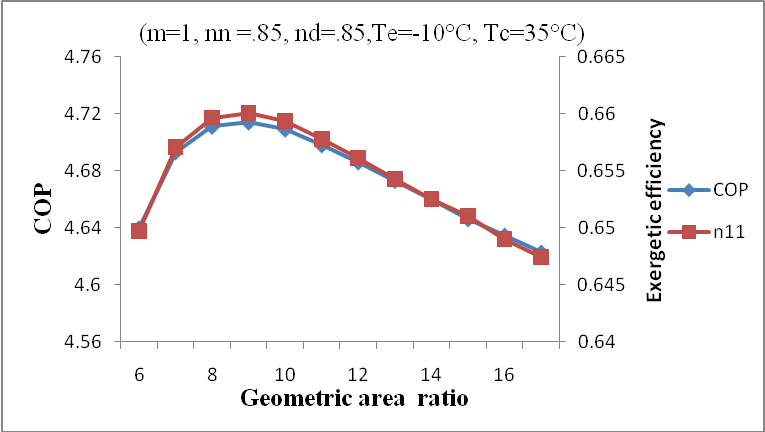 (m=1, nn =.85, nd=.85,Te=-10°C, Tc=35°C)
4.76
4.72
4.68
4.64
4.6
4.56
COP
0.665
0.66
0.655
0.65
0.645
0.64
Exergetic efficiency
COP
n11
6 8 10 12 14 16
Geometric area ratio